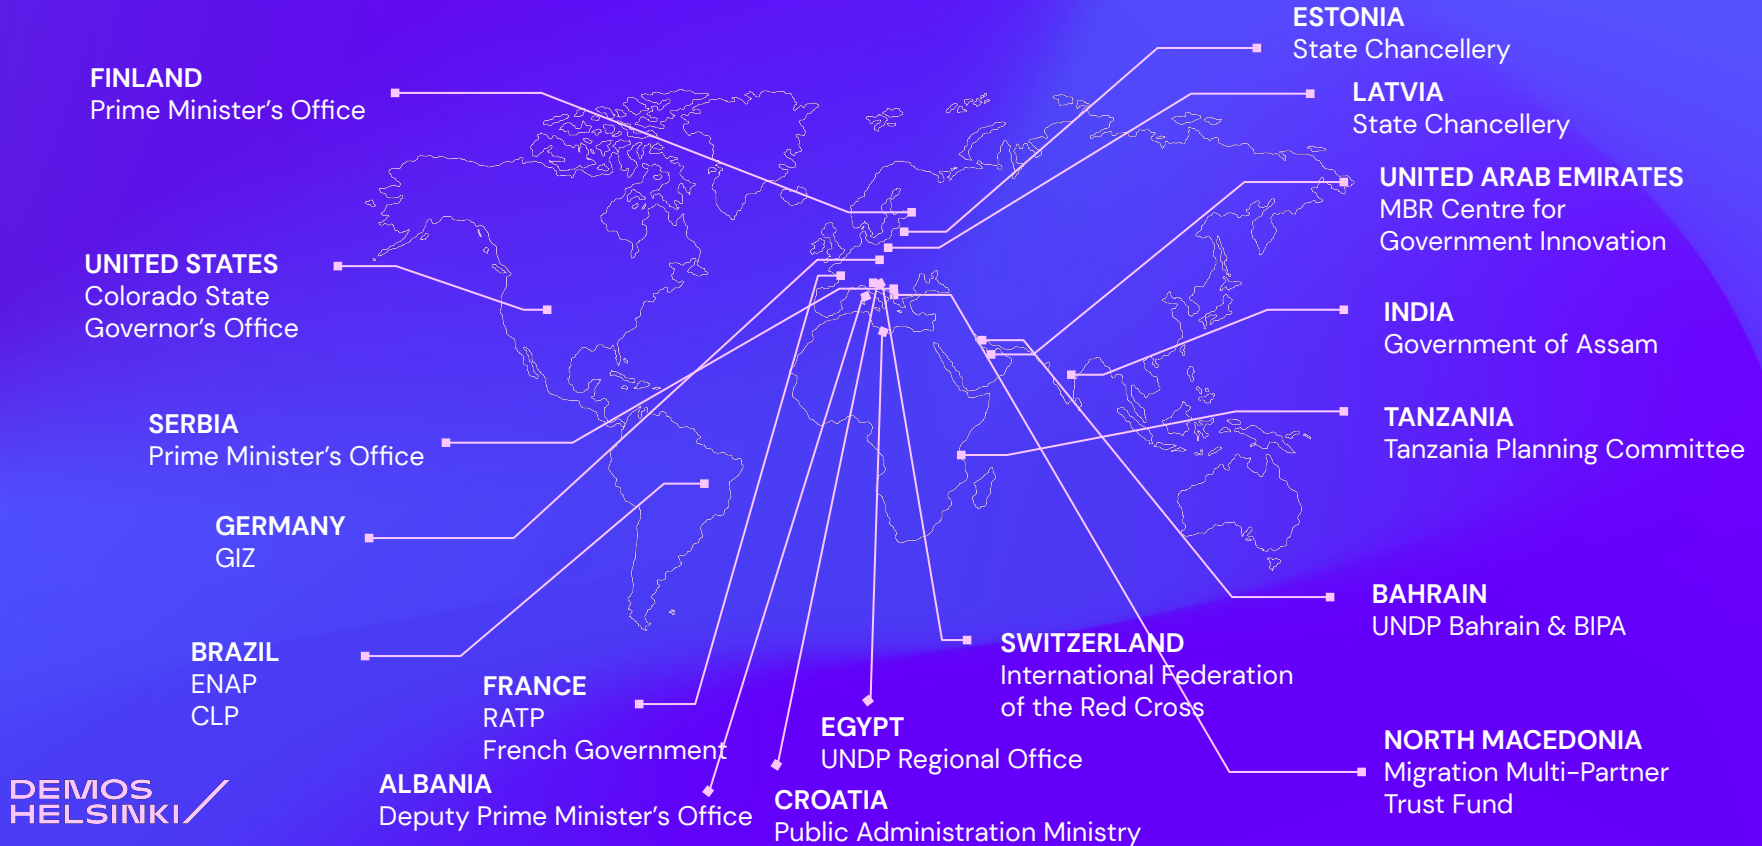 ESTONIA
State Chancellery
FINLAND
Prime Minister’s Office
LATVIA
State Chancellery
UNITED ARAB EMIRATES
MBR Centre for
Government Innovation
UNITED STATES
Colorado State
Governor’s Office
INDIA
Government of Assam
SERBIA
Prime Minister’s Office
TANZANIA
Tanzania Planning Committee
GERMANY
GIZ
BAHRAIN
UNDP Bahrain & BIPA
BRAZIL
ENAP
CLP
SWITZERLAND
International Federation
of the Red Cross
FRANCE
RATP
French Government
EGYPT
UNDP Regional Office
NORTH MACEDONIA
Migration Multi-Partner
Trust Fund
ALBANIA
Deputy Prime Minister’s Office
CROATIA
Public Administration Ministry
DEMOS
HELSINKI